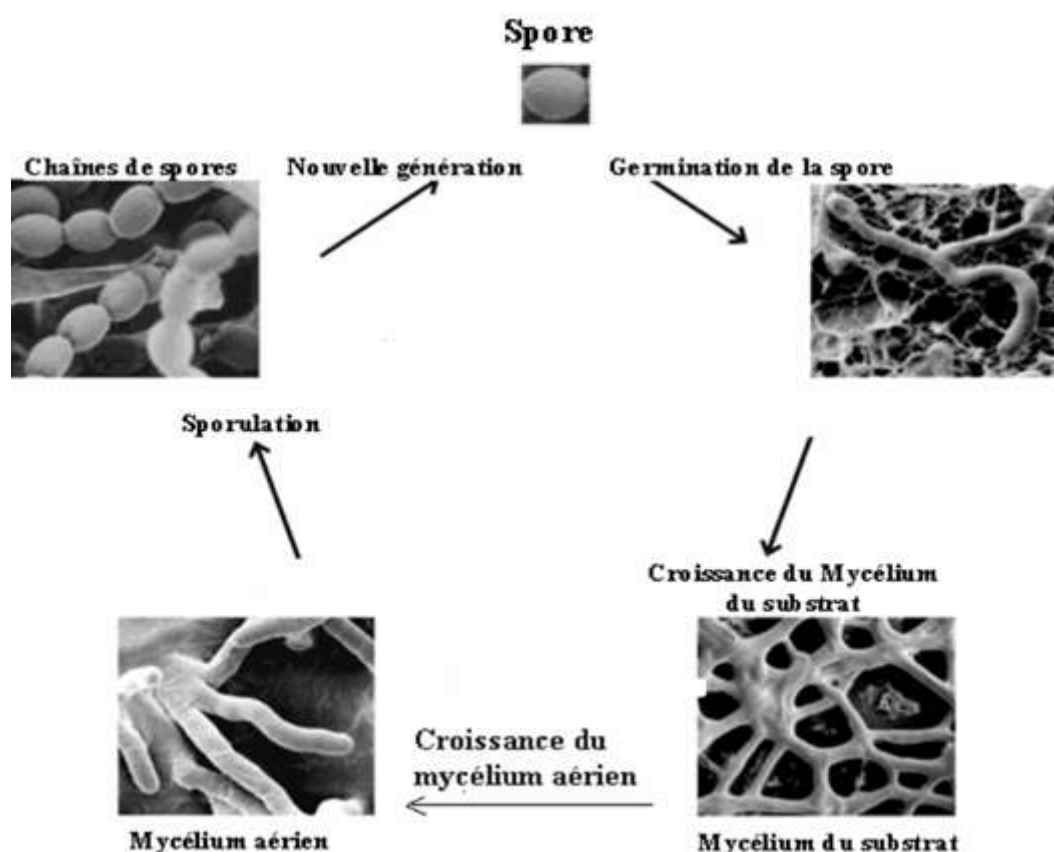 Spore
Chaînes de spores
Nouvelle génération
Germination de la spore
Sporulation
Croissance du Mycélium
du substrat
Croissance du
mycélium aérien
Mycélium aérien
Mycélium du substrat